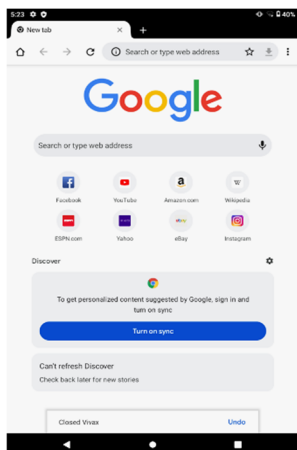 5:23 40%
New tab
Search or type web address
Google
Search or type web address
Facebook YouTube Amazon.com Wikipedia
ESPN.com Yahoo eBay Instagram
Discover
To get personalized content suggested by Google, sign in and
turn on sync
Turn on sync
Can't refresh Discover
Check back later for new stories
Closed Vivax Undo